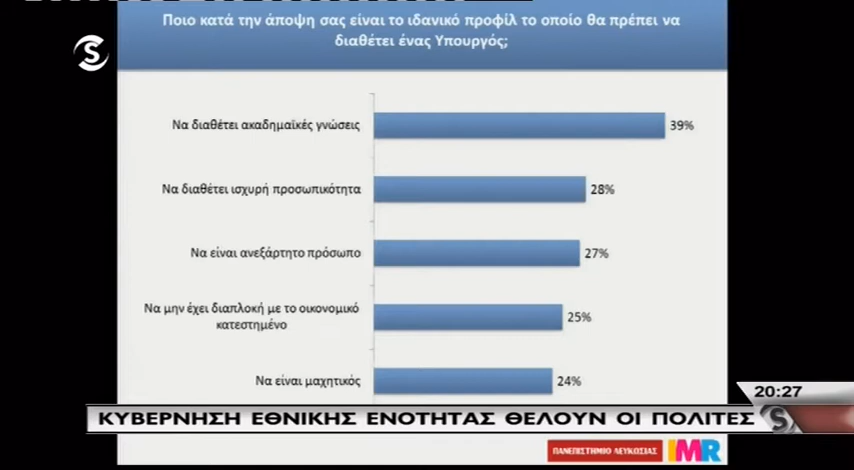 Ποιο κατά την άποψη σας είναι το ιδανικό προφίλ το οποίο θα πρέπει να
διαθέτει ένας Υπουργός;
S
Να διαθέτει ακαδημαϊκές γνώσεις
39%
Να διαθέτει ισχυρή προσωπικότητα
28%
Να είναι ανεξάρτητο πρόσωπο
27%
Να μην έχει διαπλοκή με το οικονομικό
κατεστημένο
25%
Να είναι μαχητικός
24%
20:27
ΚΥΒΕΡΝΗΣΗ ΕΘΝΙΚΗΣ ΕΝΟΤΗΤΑΣ ΘΕΛΟΥΝ ΟΙ ΠΟΛΙΤΕΣ
S
ΠΑΝΕΠΙΣΤΗΜΙΟ ΛΕΥΚΩΣΙΑΣ
IMR